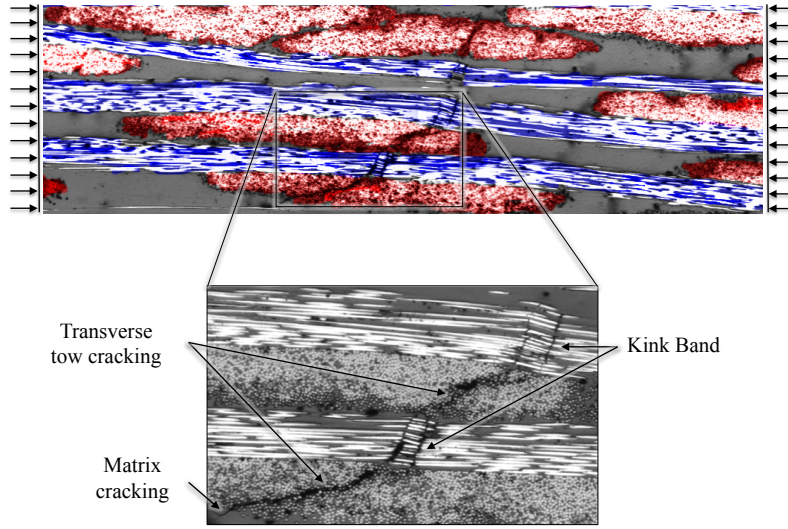 Transverse
tow cracking
Kink Band
Matrix
cracking